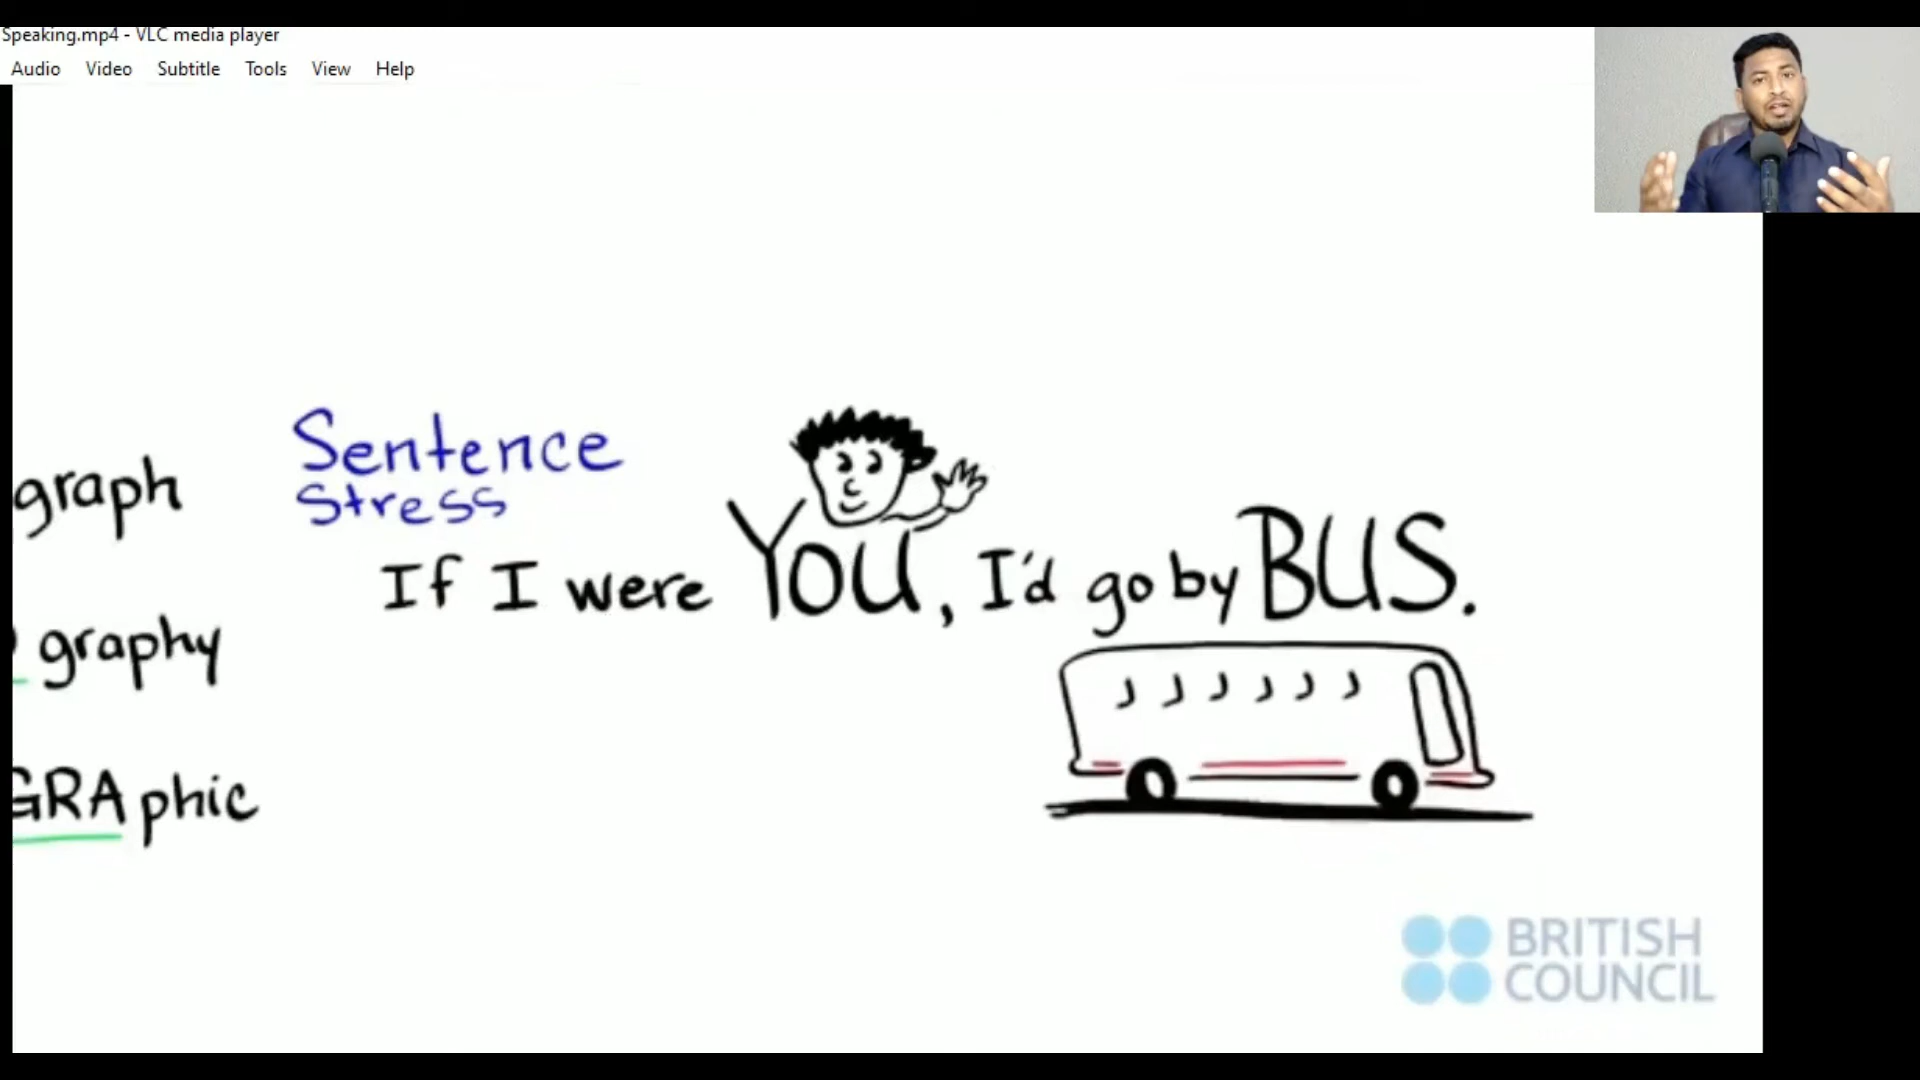 Speaking.mp4 - VLC media player
Audio Video Subtitle Tools View Help
Sentence
Stress
graph
If I were YOU, I'd go by BUS.
graphy
GRAphic
BRITISH
COUNCIL